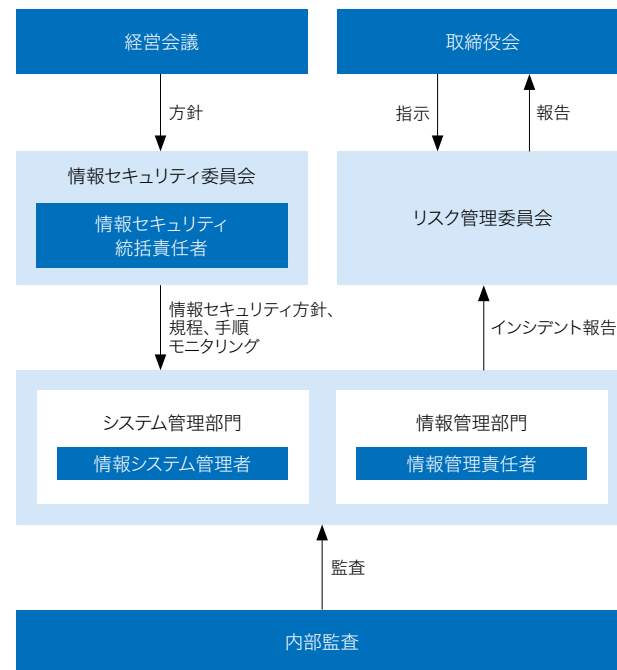 経営会議
取締役会
方針
指示
報告
情報セキュリティ委員会
情報セキュリティ
統括責任者
リスク管理委員会
情報セキュリティ方針、
規程、手順
モニタリング
インシデント報告
システム管理部門
情報システム管理者
情報管理部門
情報管理責任者
監査
内部監査